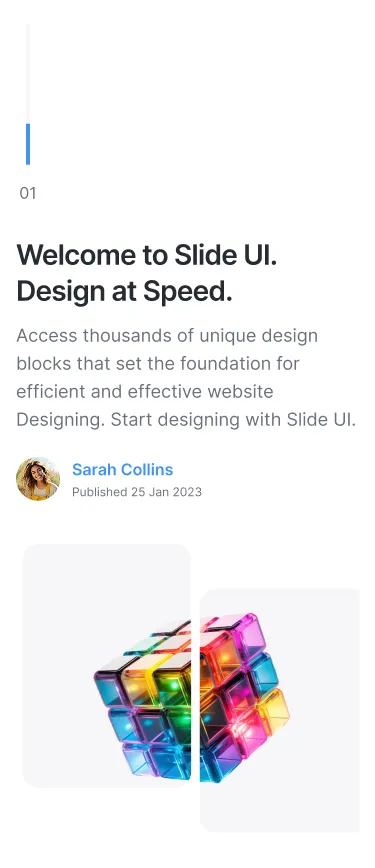 01
Welcome to Slide UI.
Design at Speed.
Access thousands of unique design
blocks that set the foundation for
efficient and effective website
Designing. Start designing with Slide UI.
Sarah Collins
Published 25 Jan 2023